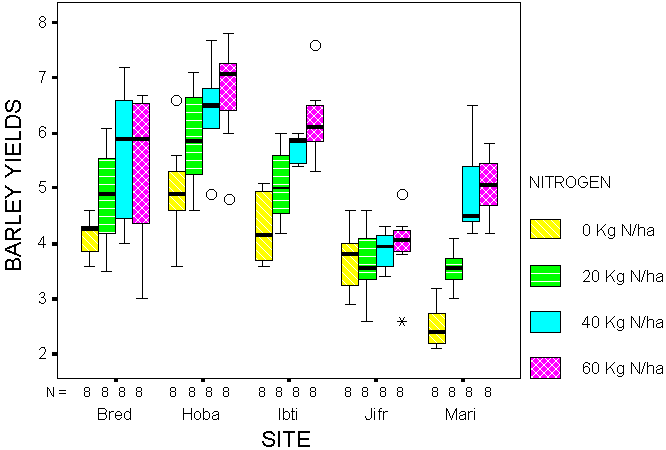 BARLEY YIELDS
8
7
6
5
4
3
2
N = 8 8 8 8 8 8 8 8 8 8 8 8 8 8 8 8 8 8 8 8
Bred Hoba Ibti Jifr Mari
SITE
NITROGEN
0 Kg N/ha
20 Kg N/ha
40 Kg N/ha
60 Kg N/ha